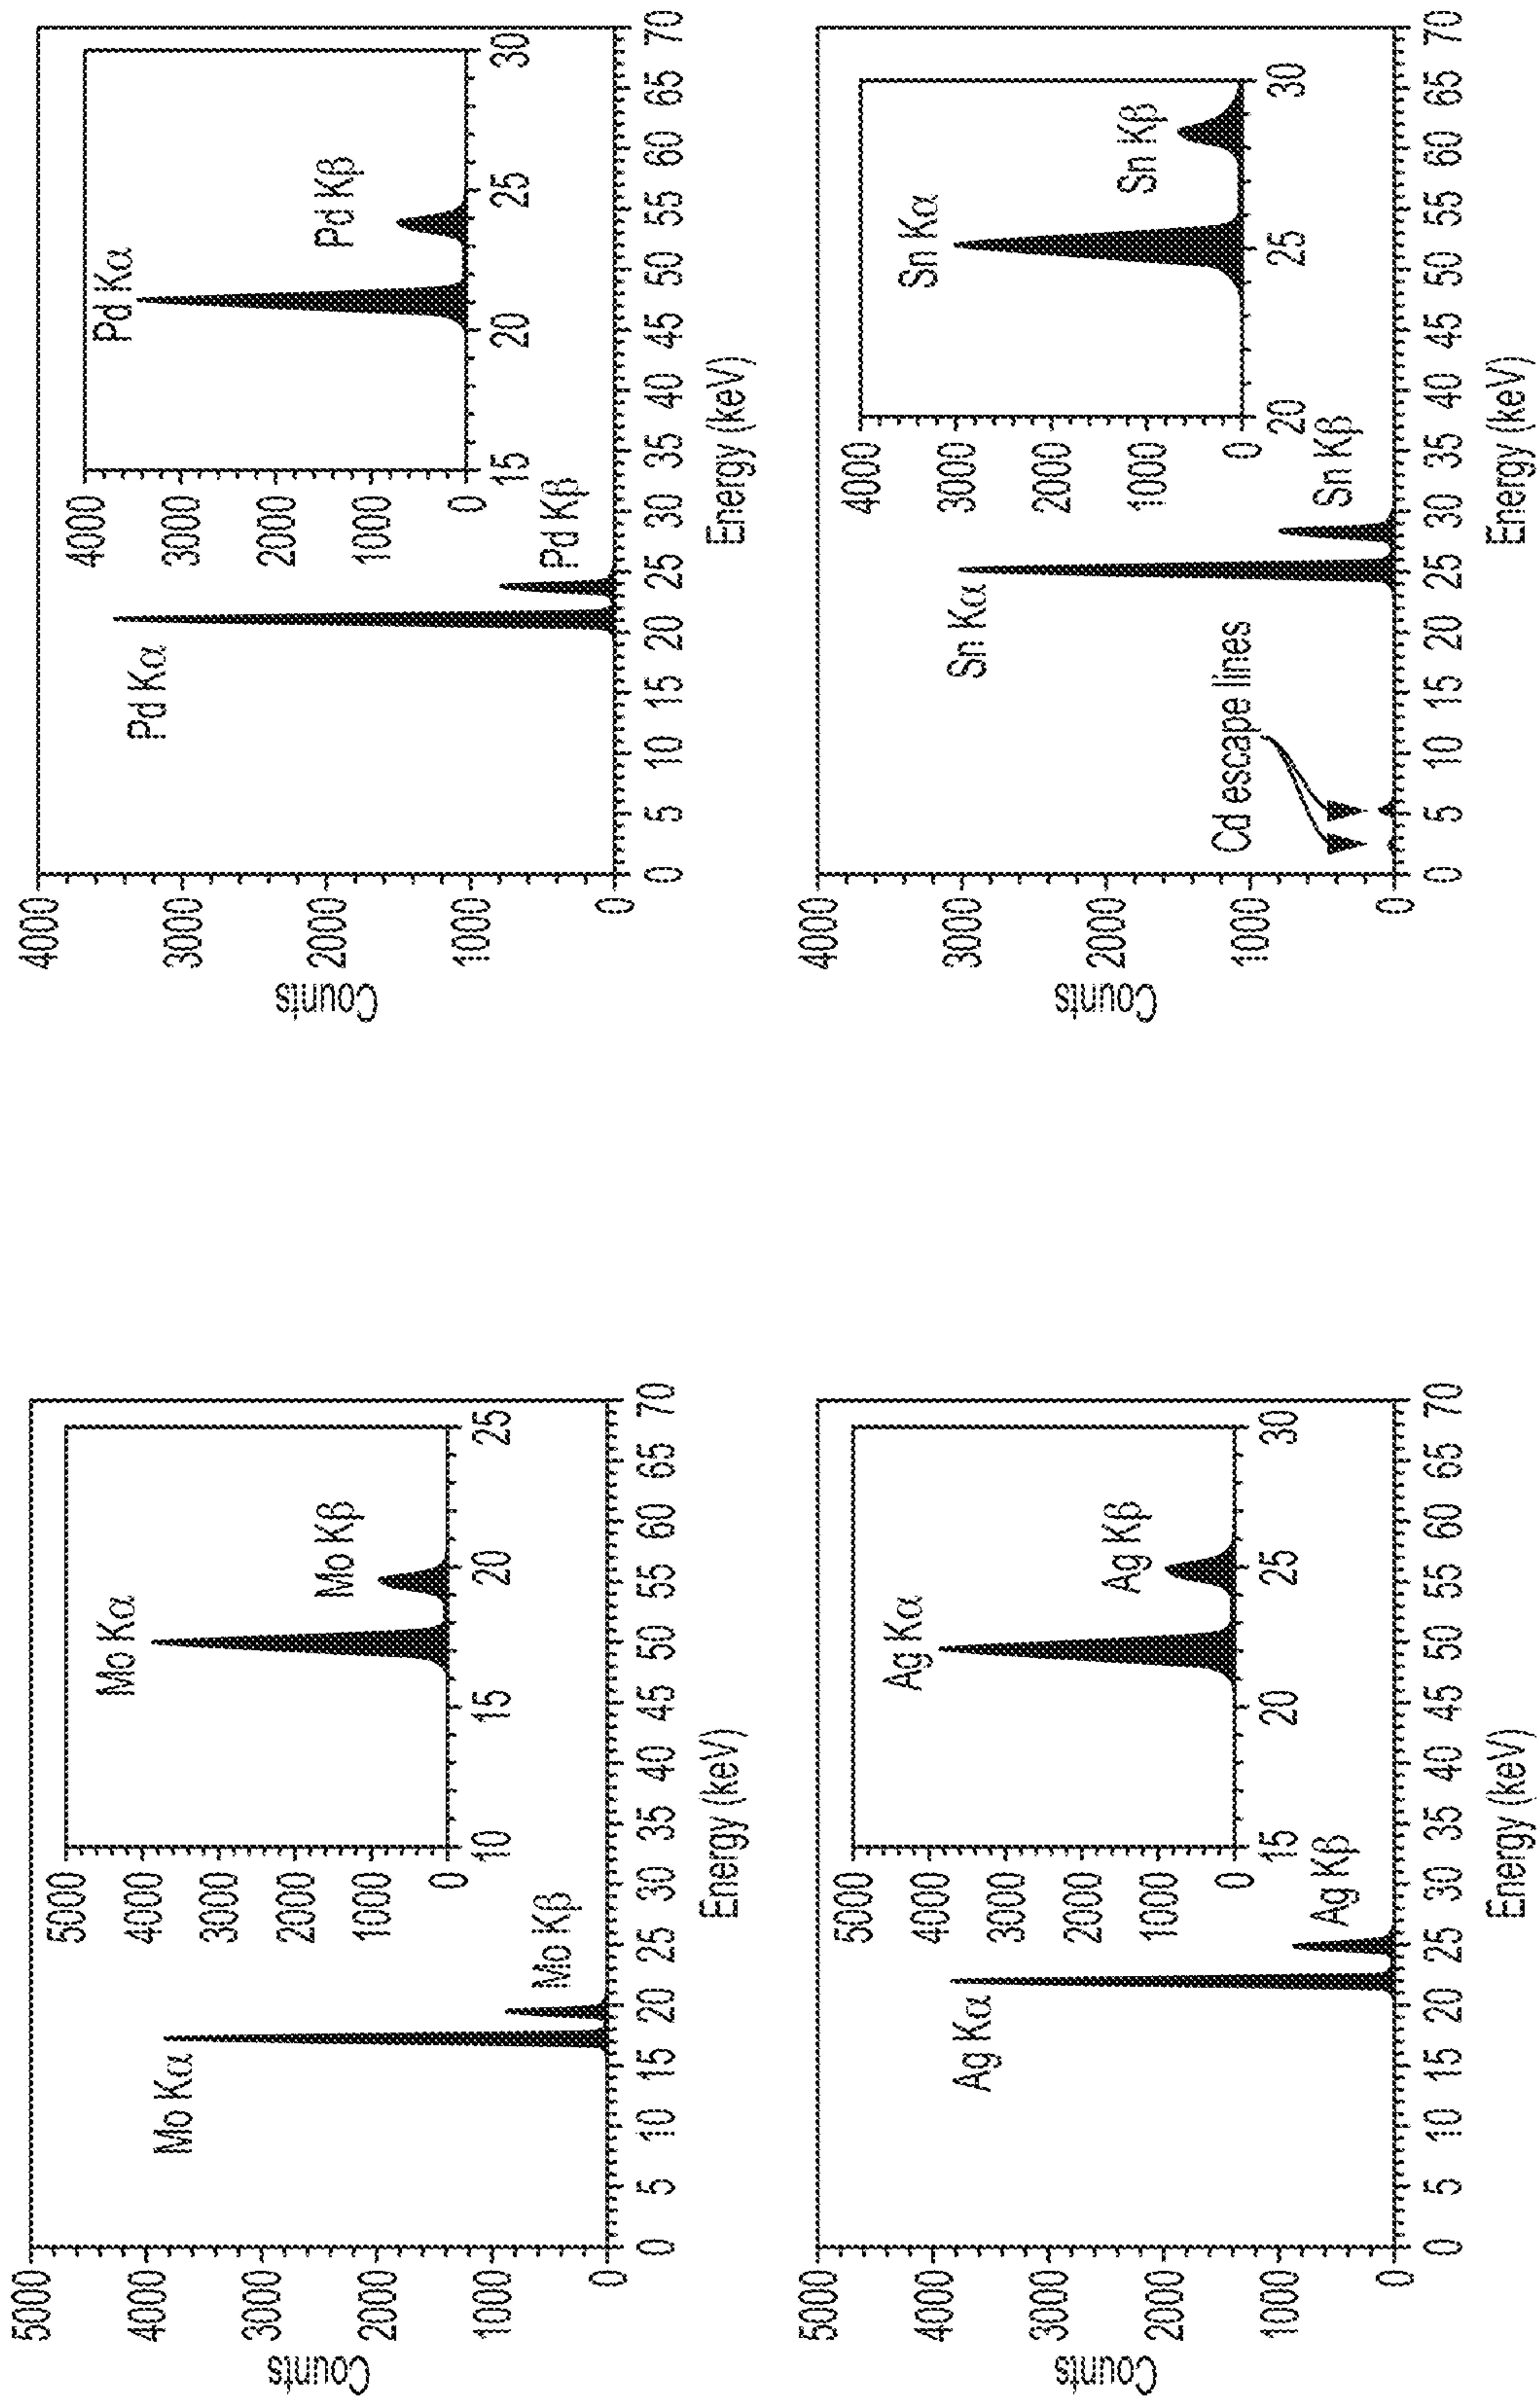 5000
4000
3000
2000
1000
0
Counts
Mo Kα
Mo Kβ
5000
4000
3000
2000
1000
0
Mo Kα
Mo Kβ
10 15 20 25
0 5 10 15 20 25 30 35 40 45 50 55 60 65 70
Energy (keV)
4000
3000
2000
1000
0
Counts
Pd Kα
Pd Kβ
4000
3000
2000
1000
0
Pd Kα
Pd Kβ
15 20 25 30
0 5 10 15 20 25 30 35 40 45 50 55 60 65 70
Energy (keV)
5000
4000
3000
2000
1000
0
Counts
Ag Kα
Ag Kβ
5000
4000
3000
2000
1000
0
Ag Kα
Ag Kβ
15 20 25 30
0 5 10 15 20 25 30 35 40 45 50 55 60 65 70
Energy (keV)
4000
3000
2000
1000
0
Counts
Sn Kα
Cd escape lines
Sn Kβ
4000
3000
2000
1000
0
Sn Kα
Sn Kβ
20 25 30
0 5 10 15 20 25 30 35 40 45 50 55 60 65 70
Energy (keV)